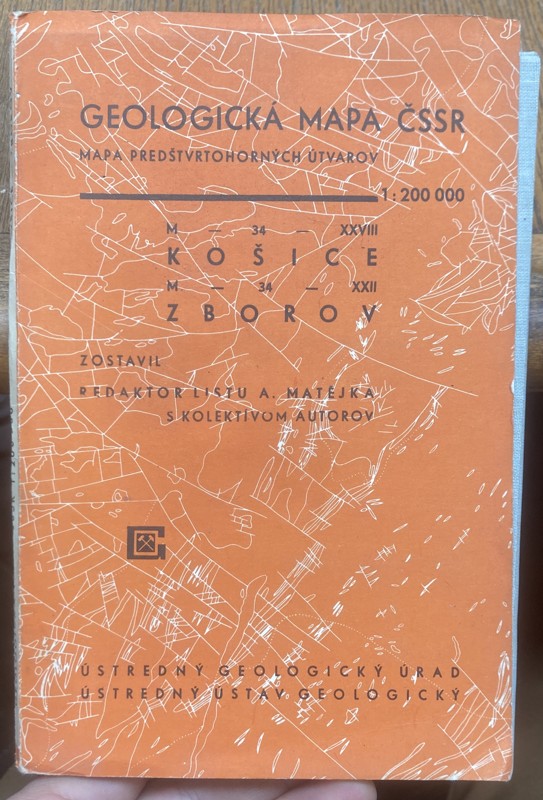 GEOLOGICKÁ MAPA ČSSR
MAPA PREDŠTVRTOHORNÝCH ÚTVAROV
1:200 000
M — 34 — XXVIII
KOŠICE
M — 34 — XXII
ZBOROV
ZOSTAVIL
REDAKTOR LISTU A. MATĚJKA
S KOLEKTÍVOM AUTOROV
ÚSTREDNÝ GEOLOGICKÝ ÚRAD
ÚSTREDNÝ ÚSTAV GEOLOGICKÝ